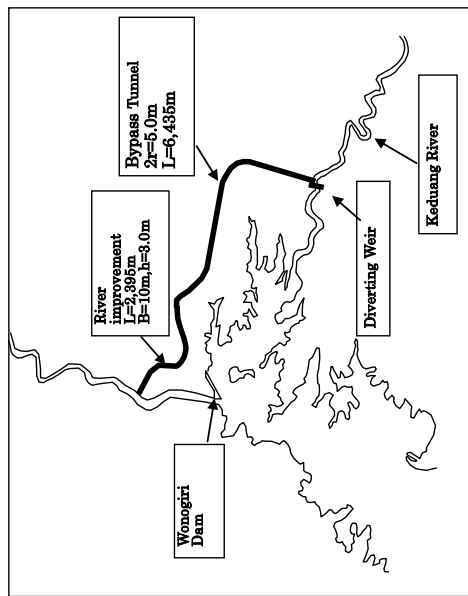 Bypass Tunnel
2r=5.0m
L=6,435m
River
improvement
L=2,395m
B=10m,h=3.0m
Keduang River
Diverting Weir
Wonogiri
Dam